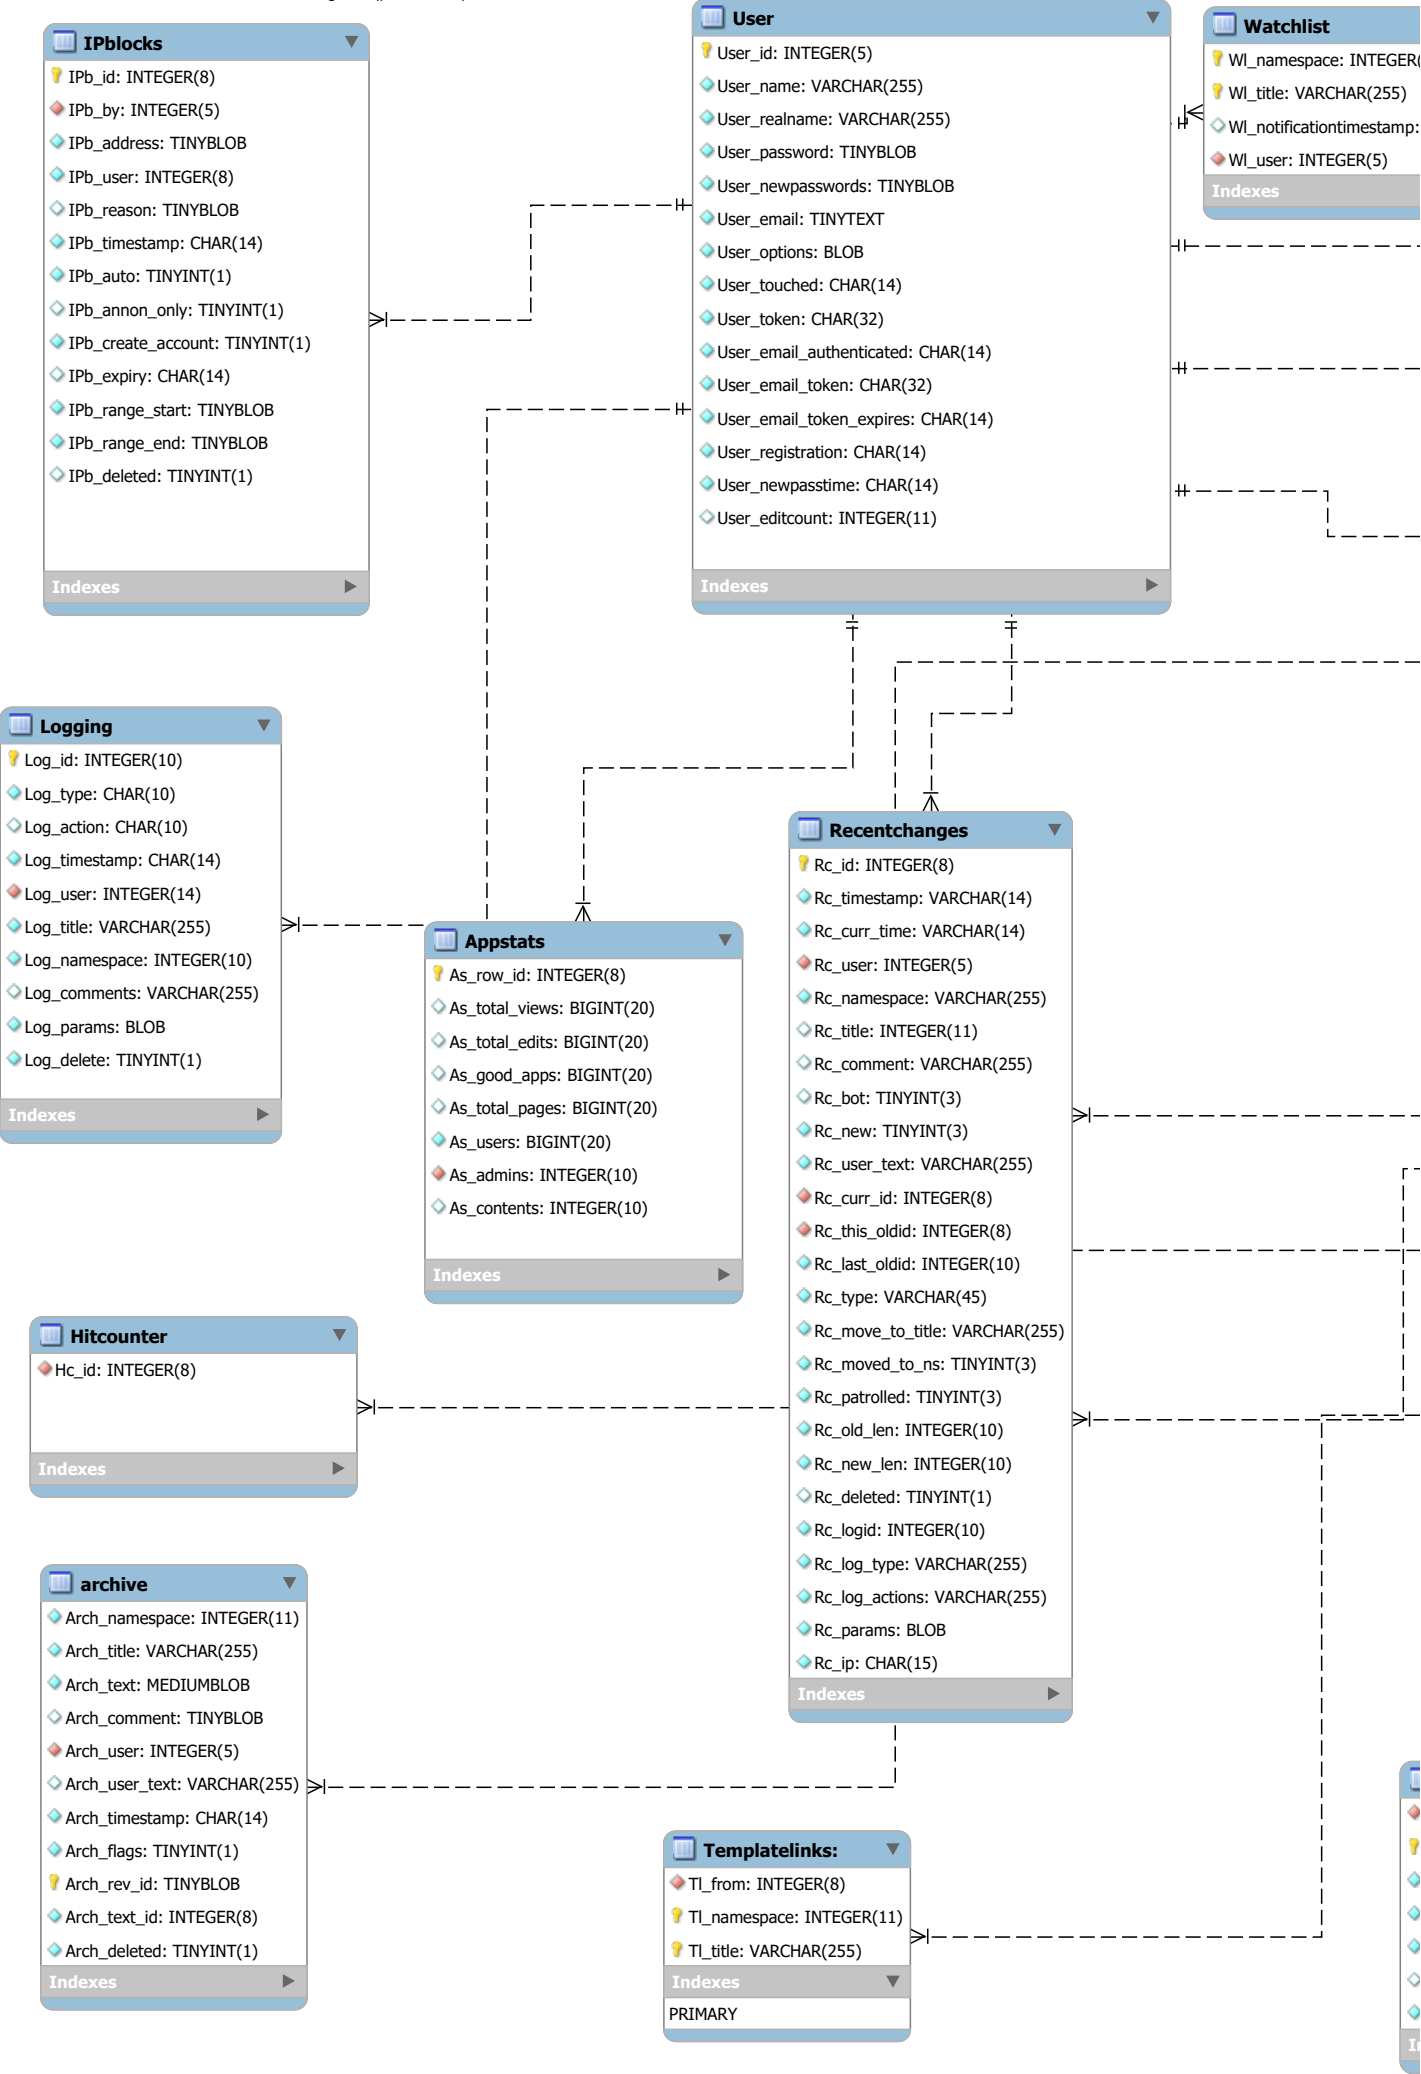 IPblocks
IPb_id: INTEGER(8)
IPb_by: INTEGER(5)
IPb_address: TINYBLOB
IPb_user: INTEGER(8)
IPb_reason: TINYBLOB
IPb_timestamp: CHAR(14)
IPb_auto: TINYINT(1)
IPb_annon_only: TINYINT(1)
IPb_create_account: TINYINT(1)
IPb_expiry: CHAR(14)
IPb_range_start: TINYBLOB
IPb_range_end: TINYBLOB
IPb_deleted: TINYINT(1)
Indexes
User
User_id: INTEGER(5)
User_name: VARCHAR(255)
User_realname: VARCHAR(255)
User_password: TINYBLOB
User_newpasswords: TINYBLOB
User_email: TINYTEXT
User_options: BLOB
User_touched: CHAR(14)
User_token: CHAR(32)
User_email_authenticated: CHAR(14)
User_email_token: CHAR(32)
User_email_token_expires: CHAR(14)
User_registration: CHAR(14)
User_newpasstime: CHAR(14)
User_editcount: INTEGER(11)
Indexes
Watchlist
Wl_namespace: INTEGER(
Wl_title: VARCHAR(255)
Wl_notificationtimestamp:
Wl_user: INTEGER(5)
Indexes
Logging
Log_id: INTEGER(10)
Log_type: CHAR(10)
Log_action: CHAR(10)
Log_timestamp: CHAR(14)
Log_user: INTEGER(14)
Log_title: VARCHAR(255)
Log_namespace: INTEGER(10)
Log_comments: VARCHAR(255)
Log_params: BLOB
Log_delete: TINYINT(1)
Indexes
Appstats
As_row_id: INTEGER(8)
As_total_views: BIGINT(20)
As_total_edits: BIGINT(20)
As_good_apps: BIGINT(20)
As_total_pages: BIGINT(20)
As_users: BIGINT(20)
As_admins: INTEGER(10)
As_contents: INTEGER(10)
Indexes
Recentchanges
Rc_id: INTEGER(8)
Rc_timestamp: VARCHAR(14)
Rc_curr_time: VARCHAR(14)
Rc_user: INTEGER(5)
Rc_namespace: VARCHAR(255)
Rc_title: INTEGER(11)
Rc_comment: VARCHAR(255)
Rc_bot: TINYINT(3)
Rc_new: TINYINT(3)
Rc_user_text: VARCHAR(255)
Rc_curr_id: INTEGER(8)
Rc_this_oldid: INTEGER(8)
Rc_last_oldid: INTEGER(10)
Rc_type: VARCHAR(45)
Rc_move_to_title: VARCHAR(255)
Rc_moved_to_ns: TINYINT(3)
Rc_patrolled: TINYINT(3)
Rc_old_len: INTEGER(10)
Rc_new_len: INTEGER(10)
Rc_deleted: TINYINT(1)
Rc_logid: INTEGER(10)
Rc_log_type: VARCHAR(255)
Rc_log_actions: VARCHAR(255)
Rc_params: BLOB
Rc_ip: CHAR(15)
Indexes
Hitcounter
Hc_id: INTEGER(8)
Indexes
archive
Arch_namespace: INTEGER(11)
Arch_title: VARCHAR(255)
Arch_text: MEDIUMBLOB
Arch_comment: TINYBLOB
Arch_user: INTEGER(5)
Arch_user_text: VARCHAR(255)
Arch_timestamp: CHAR(14)
Arch_flags: TINYINT(1)
Arch_rev_id: TINYBLOB
Arch_text_id: INTEGER(8)
Arch_deleted: TINYINT(1)
Indexes
Templatelinks:
Tl_from: INTEGER(8)
Tl_namespace: INTEGER(11)
Tl_title: VARCHAR(255)
Indexes
PRIMARY